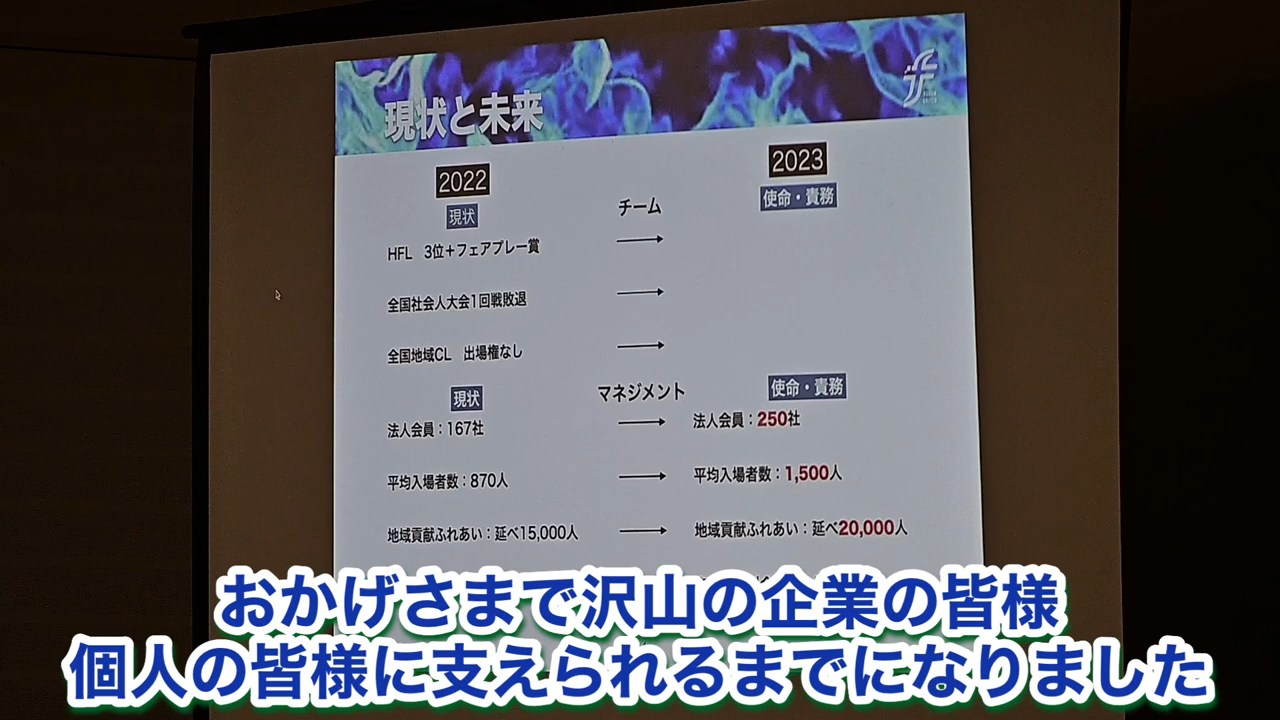 現状と未来
2022
2023
現状
チーム
使命・責務
HFL 3位+フェアプレー賞
全国社会人大会1回戦敗退
全国地域CL 出場権なし
現状
マネジメント
使命・責務
法人会員：167社
法人会員：250社
平均入場者数：870人
平均入場者数：1,500人
地域貢献ふれあい：延べ15,000人
地域貢献ふれあい：延べ20,000人
おかげさまで沢山の企業の皆様
個人の皆様に支えられるまでになりました